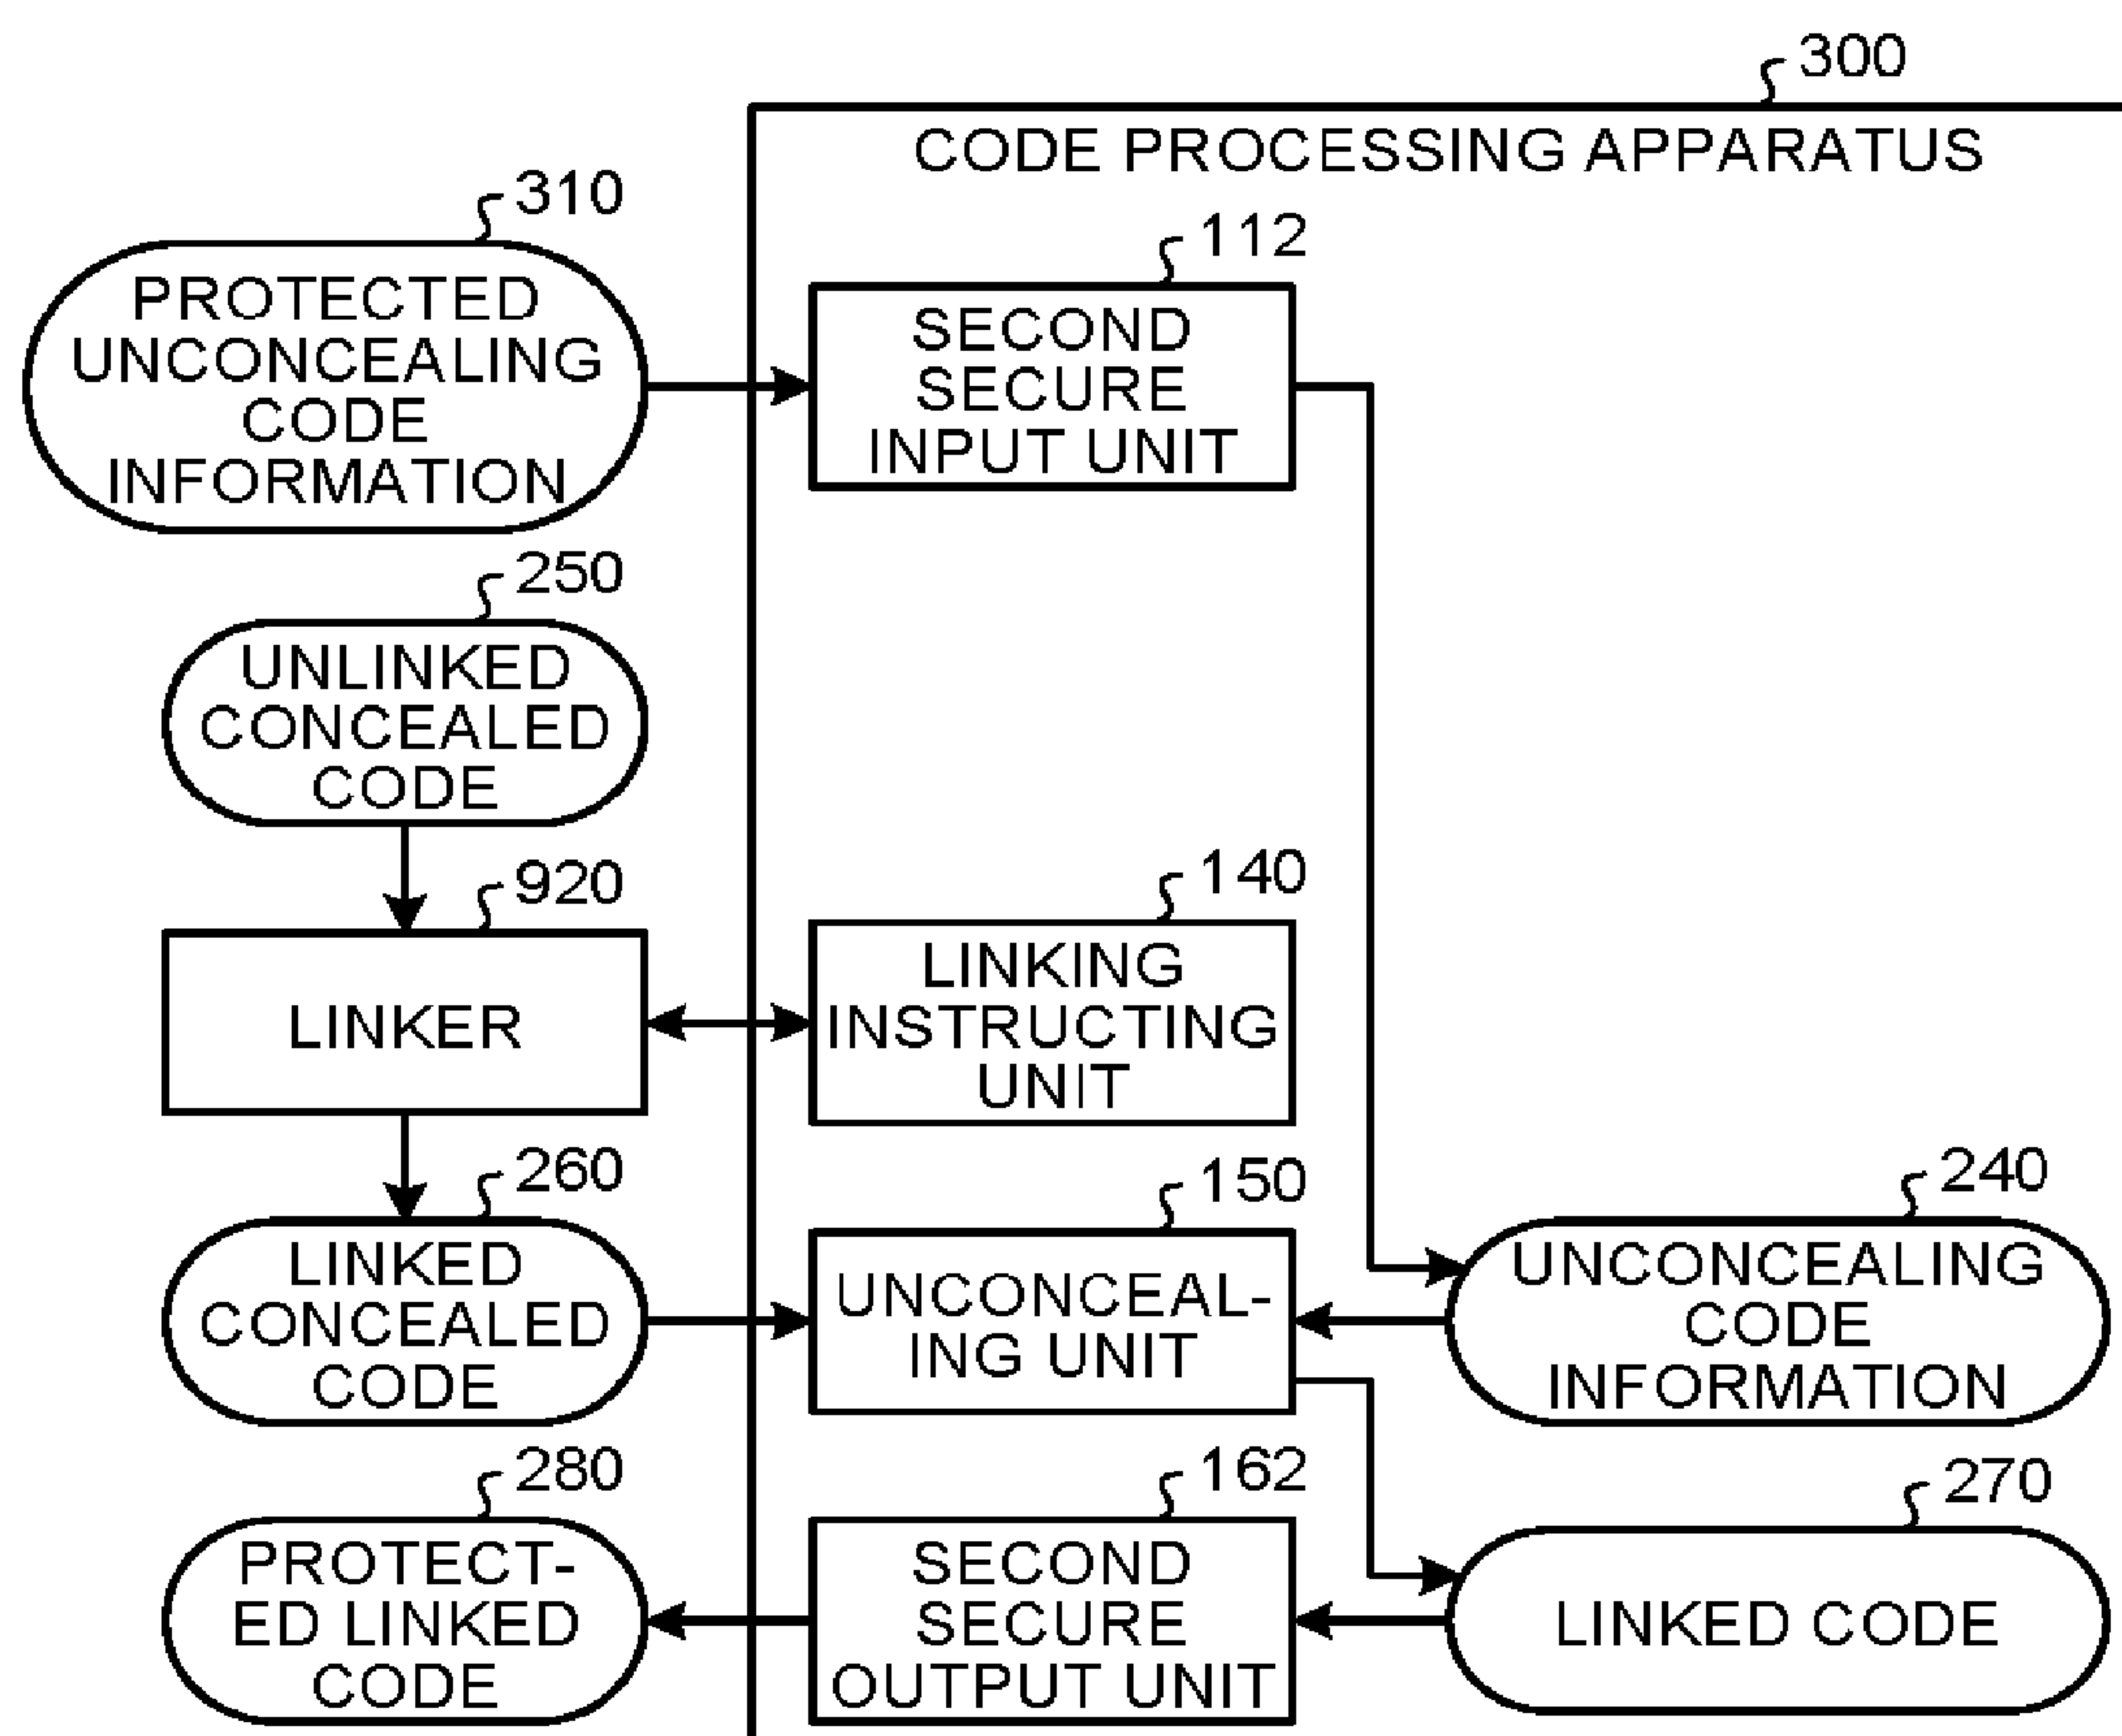 300
CODE PROCESSING APPARATUS
310
PROTECTED
UNCONCEALING
CODE
INFORMATION
112
SECOND
SECURE
INPUT UNIT
250
UNLINKED
CONCEALED
CODE
920
LINKER
140
LINKING
INSTRUCTING
UNIT
260
LINKED
CONCEALED
CODE
150
UNCONCEAL-
ING UNIT
240
UNCONCEALING
CODE
INFORMATION
280
PROTECT-
ED LINKED
CODE
162
SECOND
SECURE
OUTPUT UNIT
270
LINKED CODE